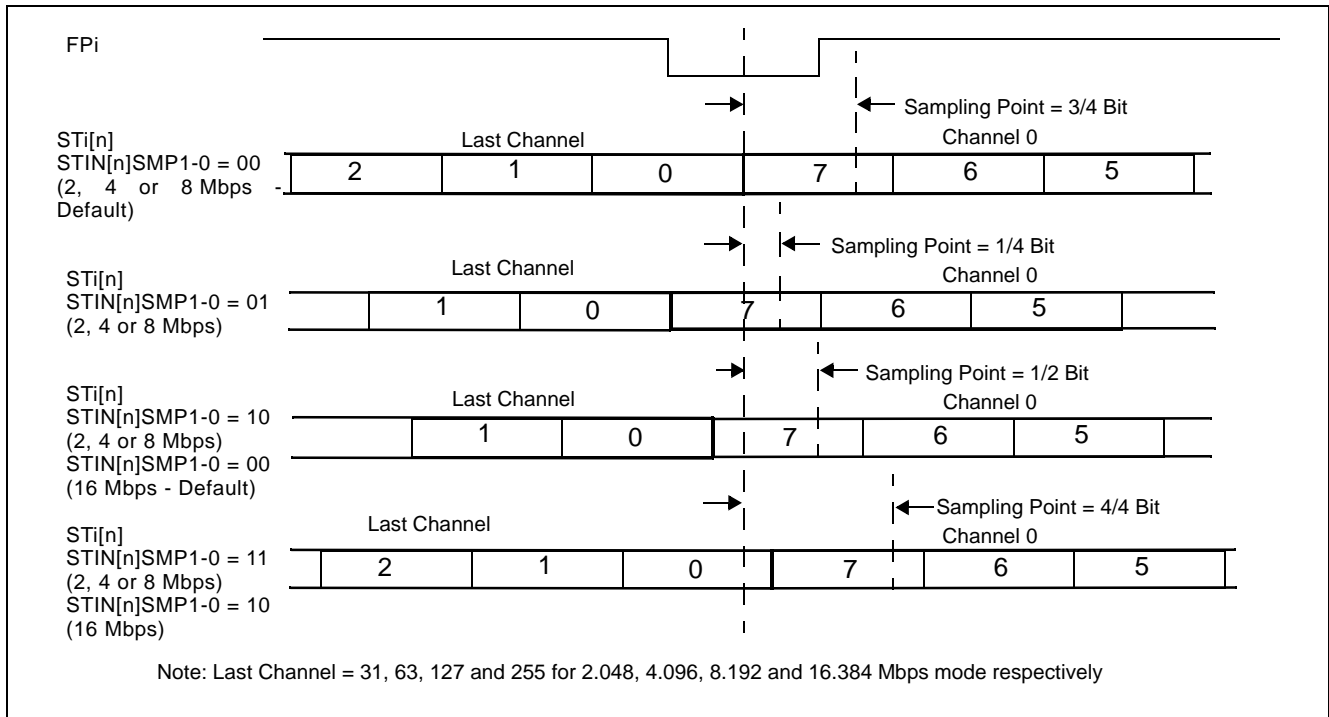 FPi
Sampling Point = 3/4 Bit
STi[n]
STIN[n]SMP1-0 = 00
(2, 4 or 8 Mbps -
Default)
Last Channel
Channel 0
2 1 0 7 6 5
Sampling Point = 1/4 Bit
STi[n]
STIN[n]SMP1-0 = 01
(2, 4 or 8 Mbps)
Last Channel
Channel 0
1 0 7 6 5
Sampling Point = 1/2 Bit
STi[n]
STIN[n]SMP1-0 = 10
(2, 4 or 8 Mbps)
STIN[n]SMP1-0 = 00
(16 Mbps - Default)
Last Channel
Channel 0
1 0 7 6 5
Sampling Point = 4/4 Bit
STi[n]
STIN[n]SMP1-0 = 11
(2, 4 or 8 Mbps)
STIN[n]SMP1-0 = 10
(16 Mbps)
Last Channel
Channel 0
2 1 0 7 6 5
Note: Last Channel = 31, 63, 127 and 255 for 2.048, 4.096, 8.192 and 16.384 Mbps mode respectively